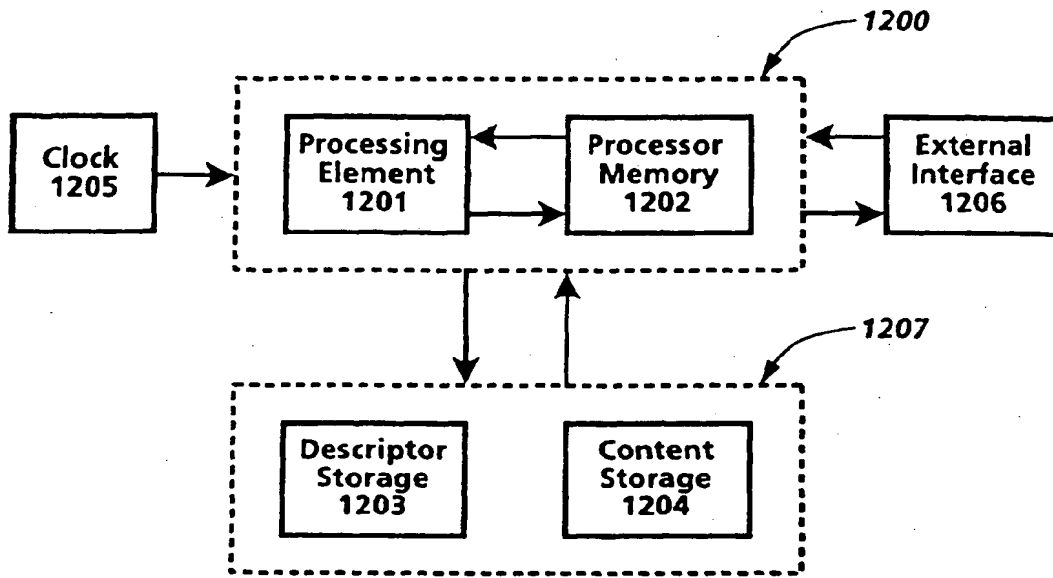 1200
Clock
1205
Processing
Element
1201
Processor
Memory
1202
External
Interface
1206
1207
Descriptor
Storage
1203
Content
Storage
1204